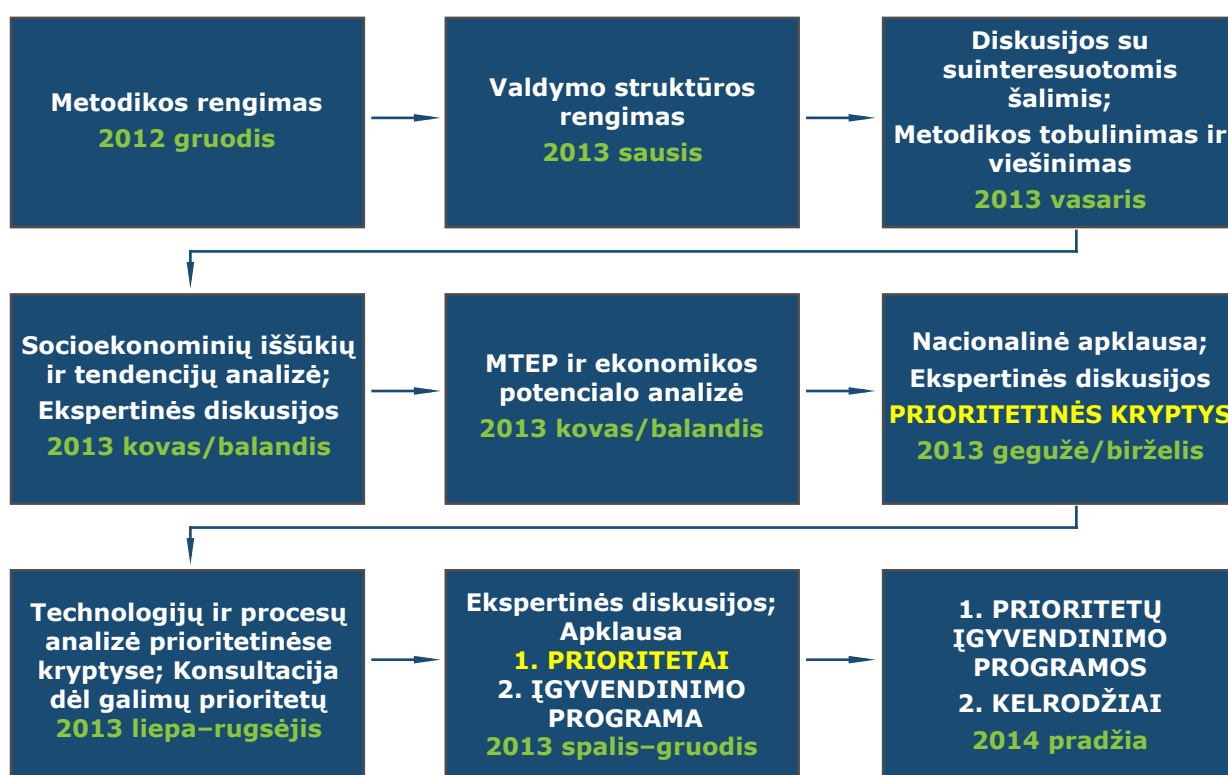 Metodikos rengimas
2012 gruodis
Valdymo struktūros
rengimas
2013 sausis
Diskusijos su
suinteresuotomis
šalimis;
Metodikos tobulinimas ir
viešinimas
2013 vasaris
Socioekonominių iššūkių
ir tendencijų analizė;
Ekspertinės diskusijos
2013 kovas/balandis
MTEP ir ekonomikos
potencialo analizė
2013 kovas/balandis
Nacionalinė apklausa;
Ekspertinės diskusijos
PRIORITETINĖS KRYPTYS
2013 gegužė/birželis
Technologijų ir procesų
analizė prioritetinėse
kryptyse; Konsultacija
dėl galimų prioritetų
2013 liepa–rugsėjis
Ekspertinės diskusijos;
Apklausa
1. PRIORITETAI
2. ĮGYVENDINIMO
PROGRAMA
2013 spalis–gruodis
1. PRIORITETŲ
ĮGYVENDINIMO
PROGRAMOS
2. KELRODŽIAI
2014 pradžia